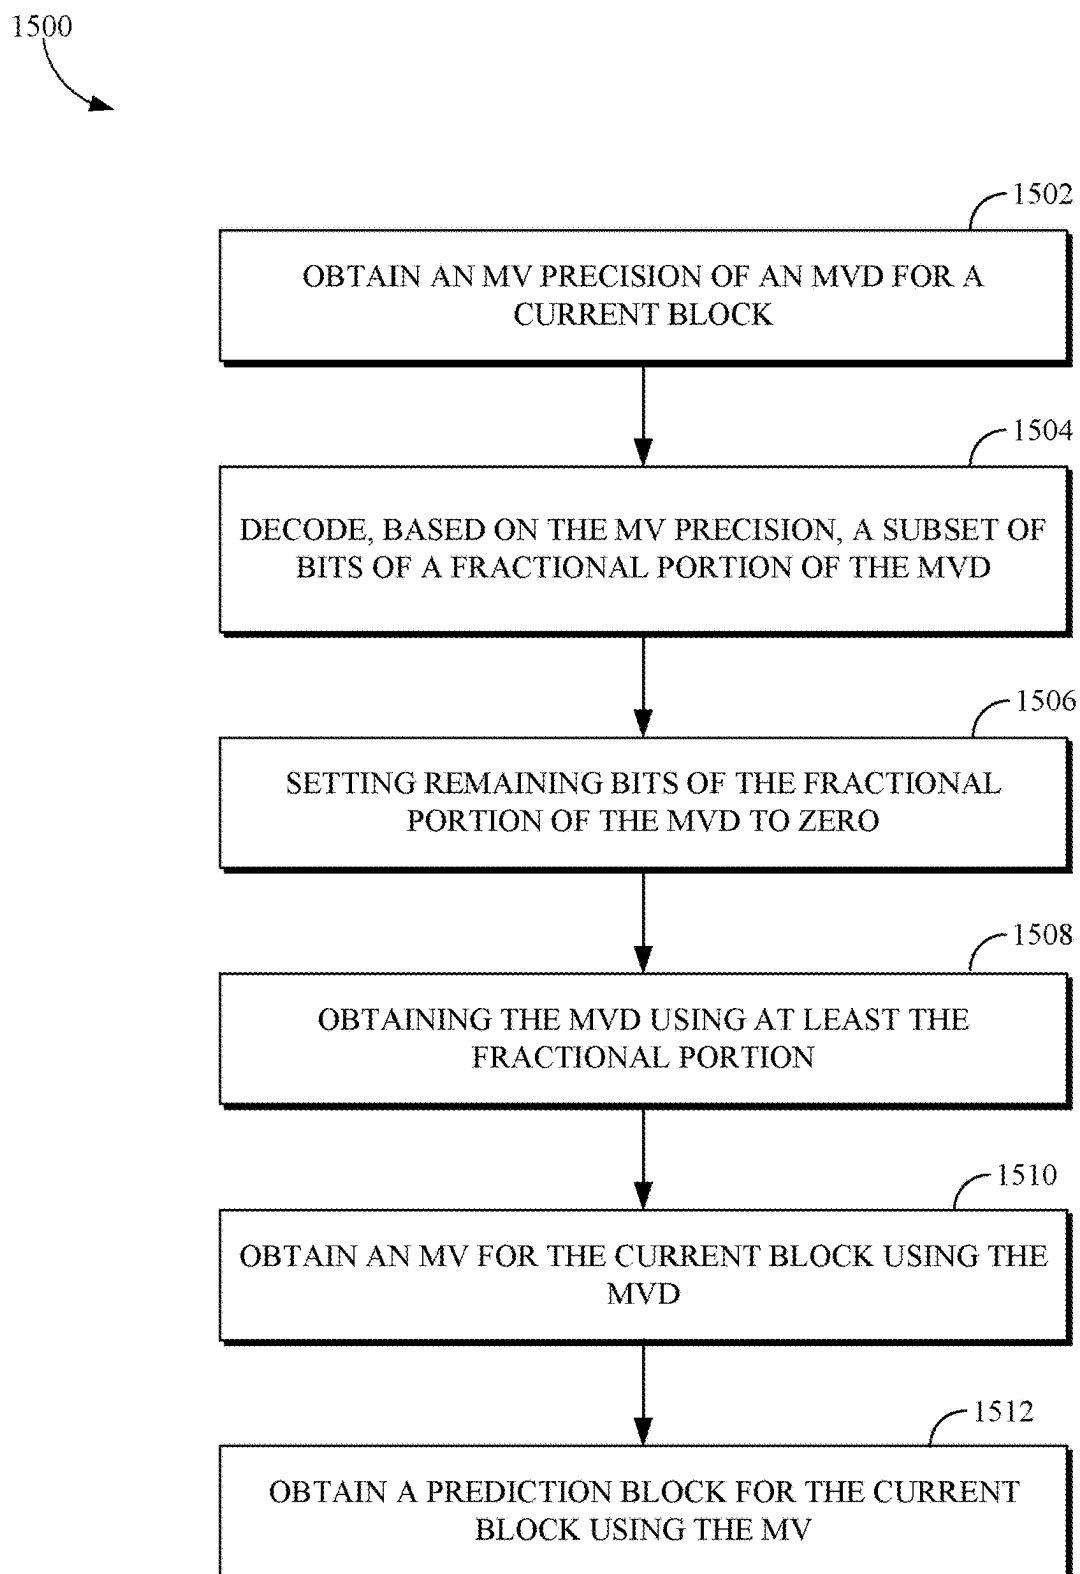 1500
1502
OBTAIN AN MV PRECISION OF AN MVD FOR A
CURRENT BLOCK
1504
DECODE, BASED ON THE MV PRECISION, A SUBSET OF
BITS OF A FRACTIONAL PORTION OF THE MVD
1506
SETTING REMAINING BITS OF THE FRACTIONAL
PORTION OF THE MVD TO ZERO
1508
OBTAINING THE MVD USING AT LEAST THE
FRACTIONAL PORTION
1510
OBTAIN AN MV FOR THE CURRENT BLOCK USING THE
MVD
1512
OBTAIN A PREDICTION BLOCK FOR THE CURRENT
BLOCK USING THE MV